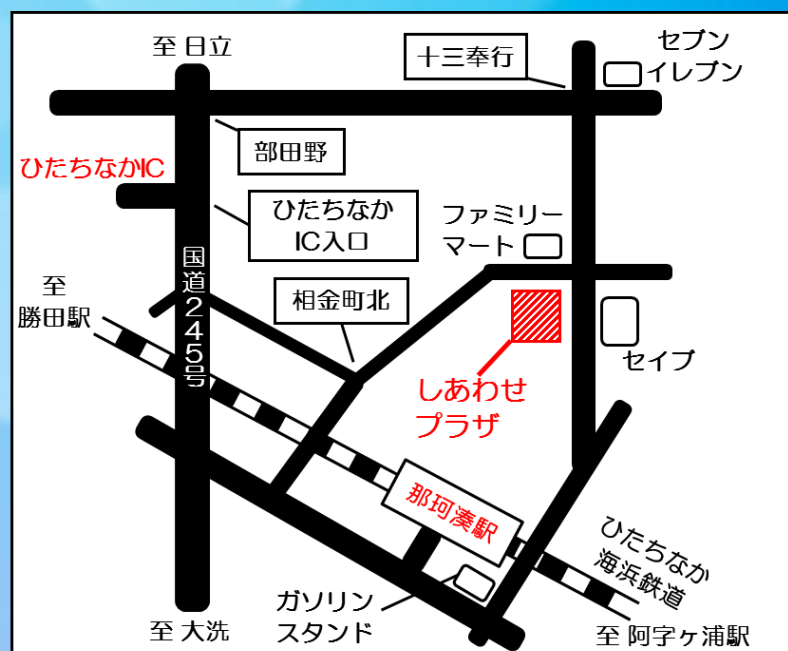 至 日立
十三奉行
セブン
イレブン
部田野
ひたちなかIC
ひたちなか
IC入口
ファミリー
マート
国道245号
至
勝田駅
相金町北
セイブ
しあわせ
プラザ
那珂湊駅
ひたちなか
海浜鉄道
ガソリン
スタンド
至 大洗
至 阿字ヶ浦駅